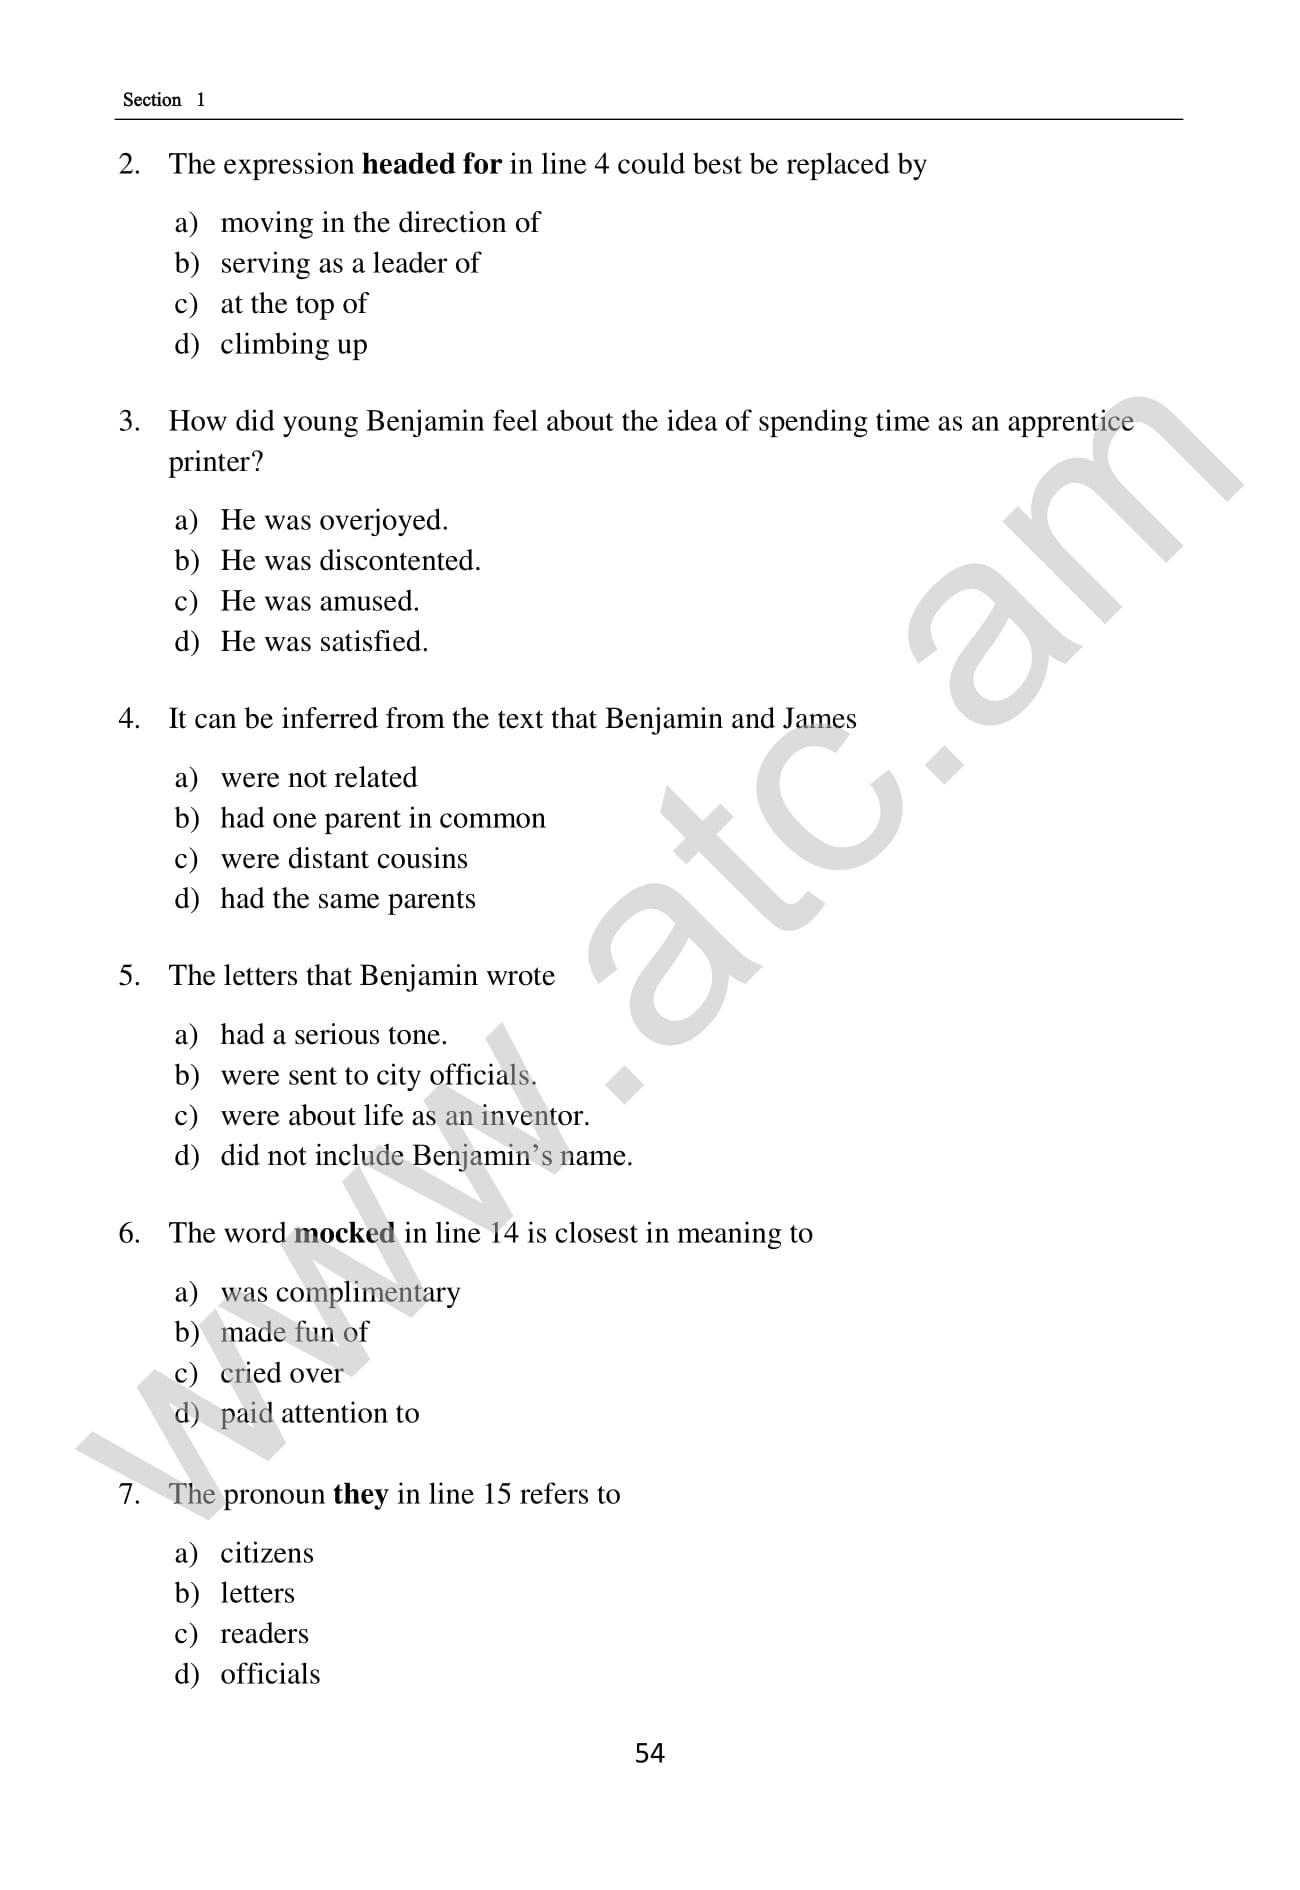 Section 1
2. The expression headed for in line 4 could best be replaced by
a) moving in the direction of
b) serving as a leader of
c) at the top of
d) climbing up
3. How did young Benjamin feel about the idea of spending time as an apprentice
printer?
a) He was overjoyed.
b) He was discontented.
c) He was amused.
d) He was satisfied.
4. It can be inferred from the text that Benjamin and James
a) were not related
b) had one parent in common
c) were distant cousins
d) had the same parents
5. The letters that Benjamin wrote
a) had a serious tone.
b) were sent to city officials.
c) were about life as an inventor.
d) did not include Benjamin’s name.
6. The word mocked in line 14 is closest in meaning to
a) was complimentary
b) made fun of
c) cried over
d) paid attention to
7. The pronoun they in line 15 refers to
a) citizens
b) letters
c) readers
d) officials
54
www.atc.am